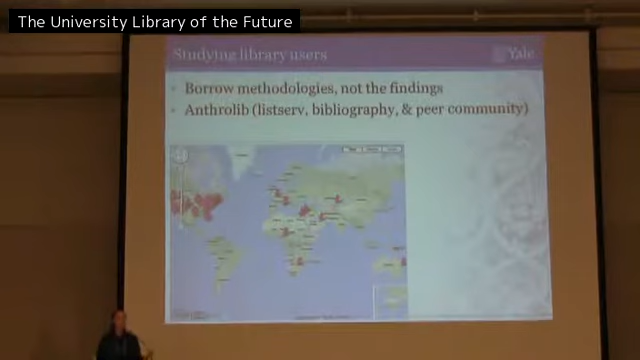 The University Library of the Future
Studying library users
Yale
Borrow methodologies, not the findings
Anthrolib (listserv, bibliography, & peer community)